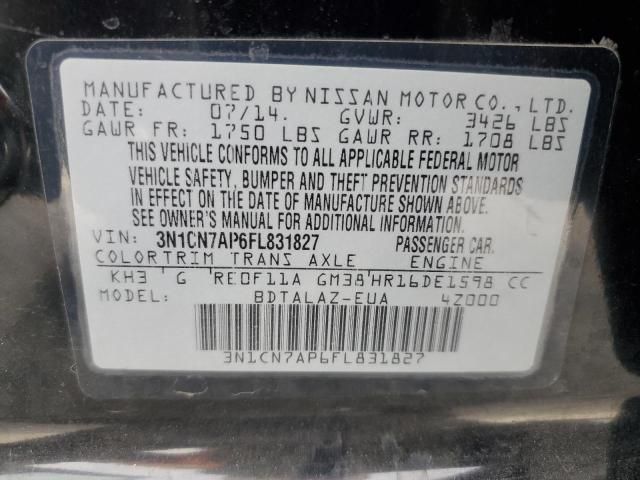 MANUFACTURED BY NISSAN MOTOR CO., LTD.
DATE: 07/14. GVWR: 3426 LBS
GAWR FR: 1750 LBS GAWR RR: 1708 LBS
THIS VEHICLE CONFORMS TO ALL APPLICABLE FEDERAL MOTOR
VEHICLE SAFETY, BUMPER AND THEFT PREVENTION STANDARDS
IN EFFECT ON THE DATE OF MANUFACTURE SHOWN ABOVE.
SEE OWNER'S MANUAL FOR ADDITIONAL INFORMATION.
VIN: 3N1CN7AP6FL831827 PASSENGER CAR.
COLOR TRIM TRANS AXLE ENGINE
KH3 G RE0F11A GM38 HR16DE1598 CC
MODEL: BDTALAZ-EUA 4Z000
3N1CN7AP6FL831827